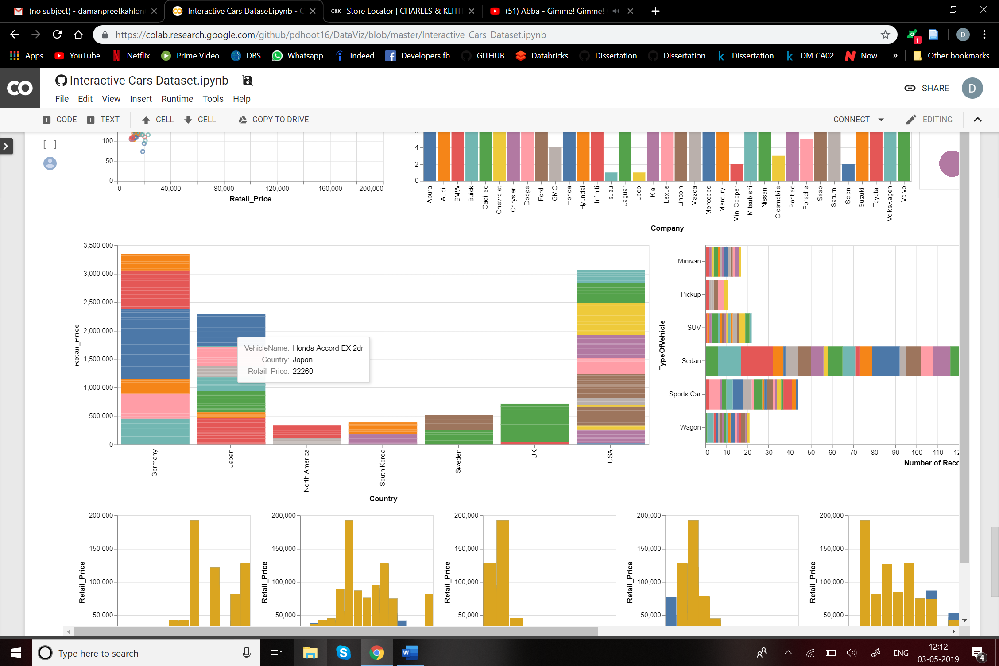 (no subject) - damanpreetkahlon
Interactive Cars Dataset.ipynb - C
C&K Store Locator | CHARLES & KEITH
(51) Abba - Gimme! Gimme!
https://colab.research.google.com/github/pdhoot16/DataViz/blob/master/Interactive_Cars_Dataset.ipynb
1
D
Apps YouTube Netflix Prime Video DBS Whatsapp Indeed Developers fb GITHUB Databricks Dissertation Dissertation Dissertation DM CA02 Now » Other bookmarks
CO
Interactive Cars Dataset.ipynb
File Edit View Insert Runtime Tools Help
SHARE
D
CODE TEXT CELL CELL COPY TO DRIVE
CONNECT EDITING
[ ]
100
50
0
0 40,000 80,000 120,000 160,000 200,000
Retail_Price
4
2
0
Acura Audi BMW Buick Cadillac Chevrolet Chrysler Dodge Ford GMC Honda Hyundai Infiniti Isuzu Jaguar Jeep Kia Lexus Lincoln Mazda Mercedes Mercury Mini Cooper Mitsubishi Nissan Oldsmobile Pontiac Porsche Saab Saturn Scion Suzuki Toyota Volkswagen Volvo
Company
Retail_Price
3,500,000
3,000,000
2,500,000
2,000,000
1,500,000
1,000,000
500,000
0
VehicleName: Honda Accord EX 2dr
Country: Japan
Retail_Price: 22260
Germany Japan North America South Korea Sweden UK USA
Country
TypeOfVehicle
Minivan
Pickup
SUV
Sedan
Sports Car
Wagon
0 10 20 30 40 50 60 70 80 90 100 110 12
Number of Recc
Retail_Price
200,000
150,000
100,000
50,000
Retail_Price
200,000
150,000
100,000
50,000
Retail_Price
200,000
150,000
100,000
50,000
Retail_Price
200,000
150,000
100,000
50,000
Retail_Price
200,000
150,000
100,000
50,000
Type here to search
W
ENG
12:12
03-05-2019
4